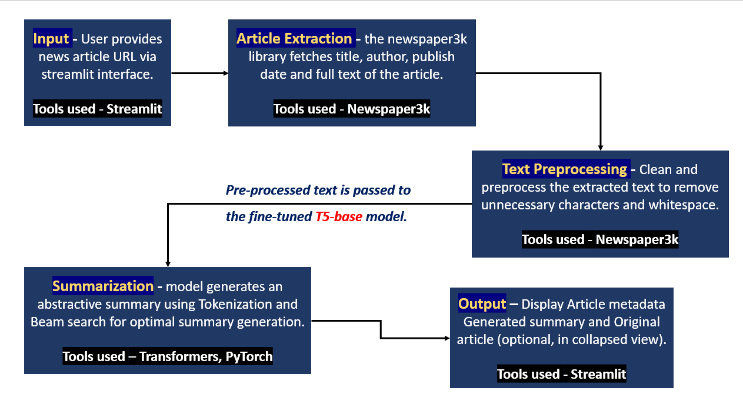 Input - User provides
news article URL via
streamlit interface.
Tools used - Streamlit
Article Extraction - the newspaper3k
library fetches title, author, publish
date and full text of the article.
Tools used - Newspaper3k
Text Preprocessing - Clean and
preprocess the extracted text to remove
unnecessary characters and whitespace.
Tools used - Newspaper3k
Pre-processed text is passed to
the fine-tuned T5-base model.
Summarization - model generates an
abstractive summary using Tokenization and
Beam search for optimal summary generation.
Tools used – Transformers, PyTorch
Output – Display Article metadata
Generated summary and Original
article (optional, in collapsed view).
Tools used - Streamlit